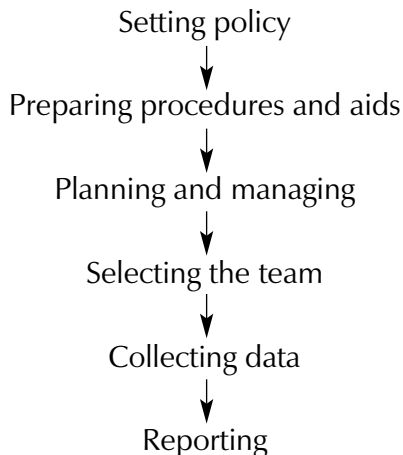 Setting policy
Preparing procedures and aids
Planning and managing
Selecting the team
Collecting data
Reporting